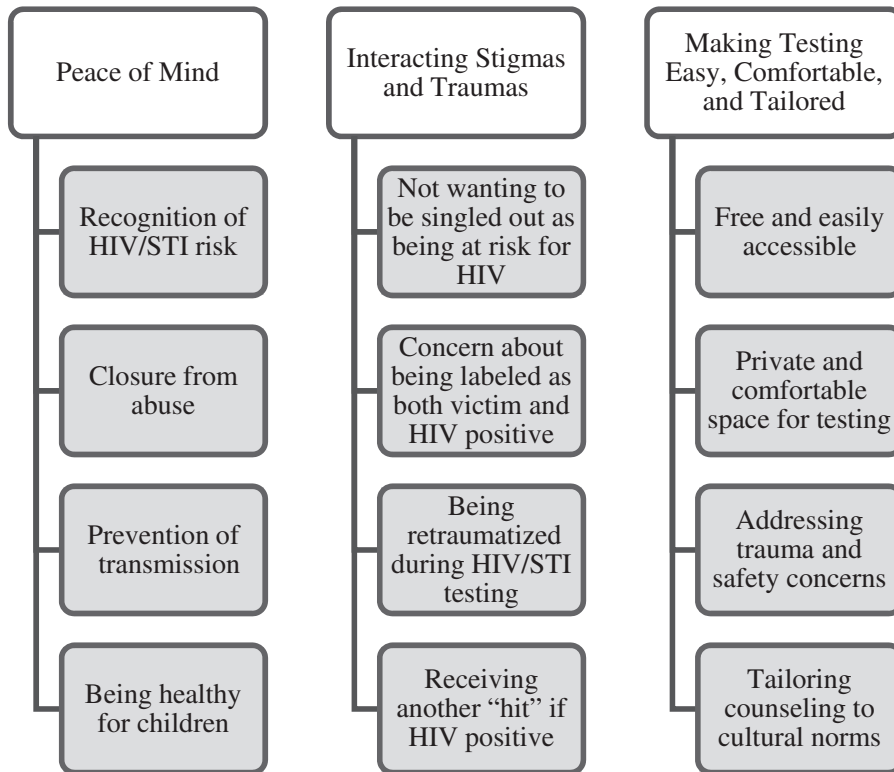 Peace of Mind
Recognition of
HIV/STI risk
Closure from
abuse
Prevention of
transmission
Being healthy
for children
Interacting Stigmas
and Traumas
Not wanting to
be singled out as
being at risk for
HIV
Concern about
being labeled as
both victim and
HIV positive
Being
retraumatized
during HIV/STI
testing
Receiving
another “hit” if
HIV positive
Making Testing
Easy, Comfortable,
and Tailored
Free and easily
accessible
Private and
comfortable
space for testing
Addressing
trauma and
safety concerns
Tailoring
counseling to
cultural norms